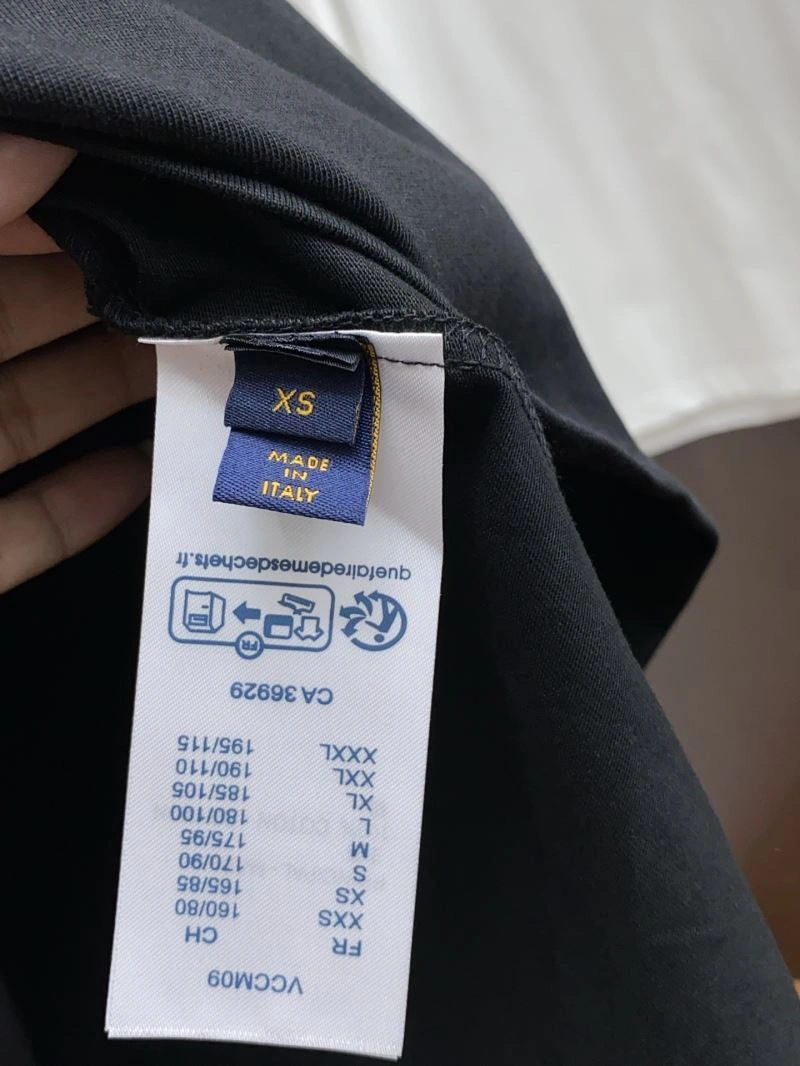 XS
MADE
IN
ITALY
VCCM09
FR CH
XXS 160/80
XS 165/85
S 170/90
M 175/95
L 180/100
XL 185/105
XXL 190/110
XXXL 195/115
CA 36929
FR
quefairedemesdechets.fr